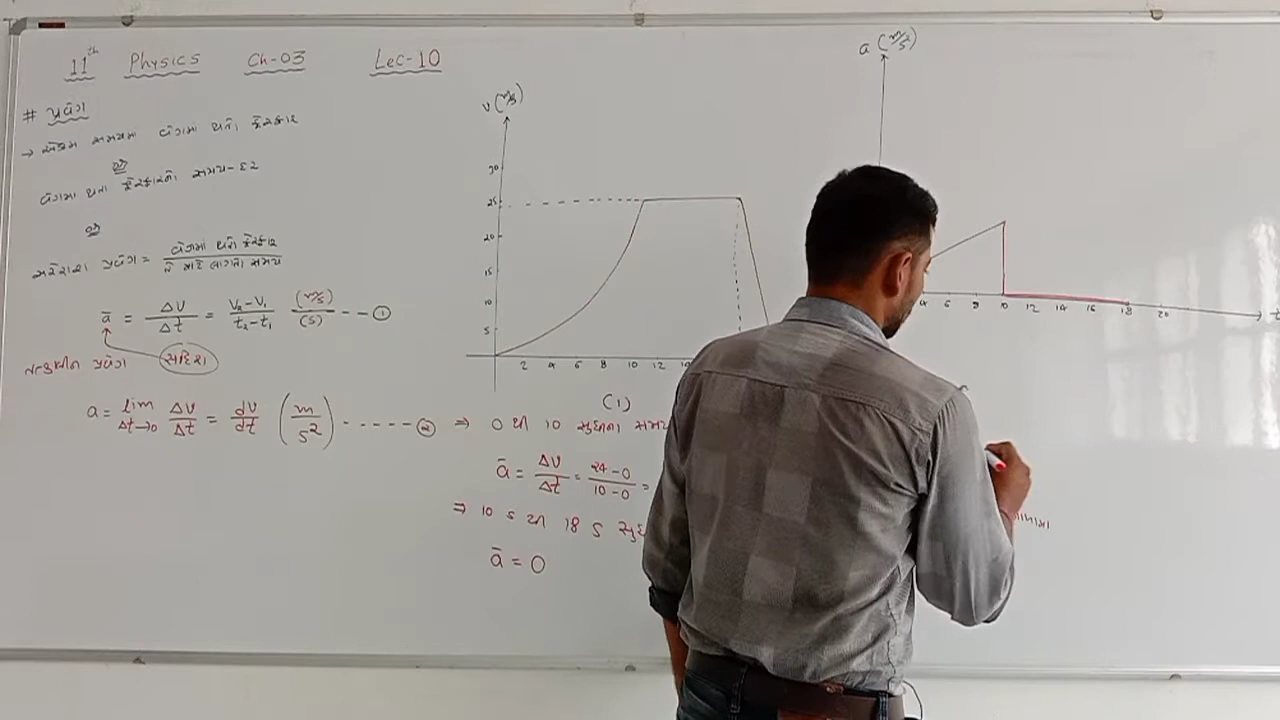 11th Physics Ch-03 Lec-10
# પ્રવેગ
→ એકમ સમયમાં વેગમાં થતો ફેરફાર
અથવા
વેગમાં થતા ફેરફારનો સમય-દર
સરેરાશ પ્રવેગ = વેગમાં થતો ફેરફાર / તે માટે લાગતો સમય
ā = Δv/Δt = (v₂-v₁)/(t₂-t₁) (m/s)/(s) -- ①
તત્કાલીન પ્રવેગ
સદિશ
a = lim Δt→0 Δv/Δt = dv/dt (m/s²) ----- ②
v (m/s)
30
25
20
15
10
5
2 4 6 8 10 12
(1)
⇒ 0 થી 10 સુધીના સમય
ā = Δv/Δt = (24-0)/(10-0) =
⇒ 10 s થી 18 s
ā = 0
a (m/s²)
6 8 10 12 14 16 18 20
t